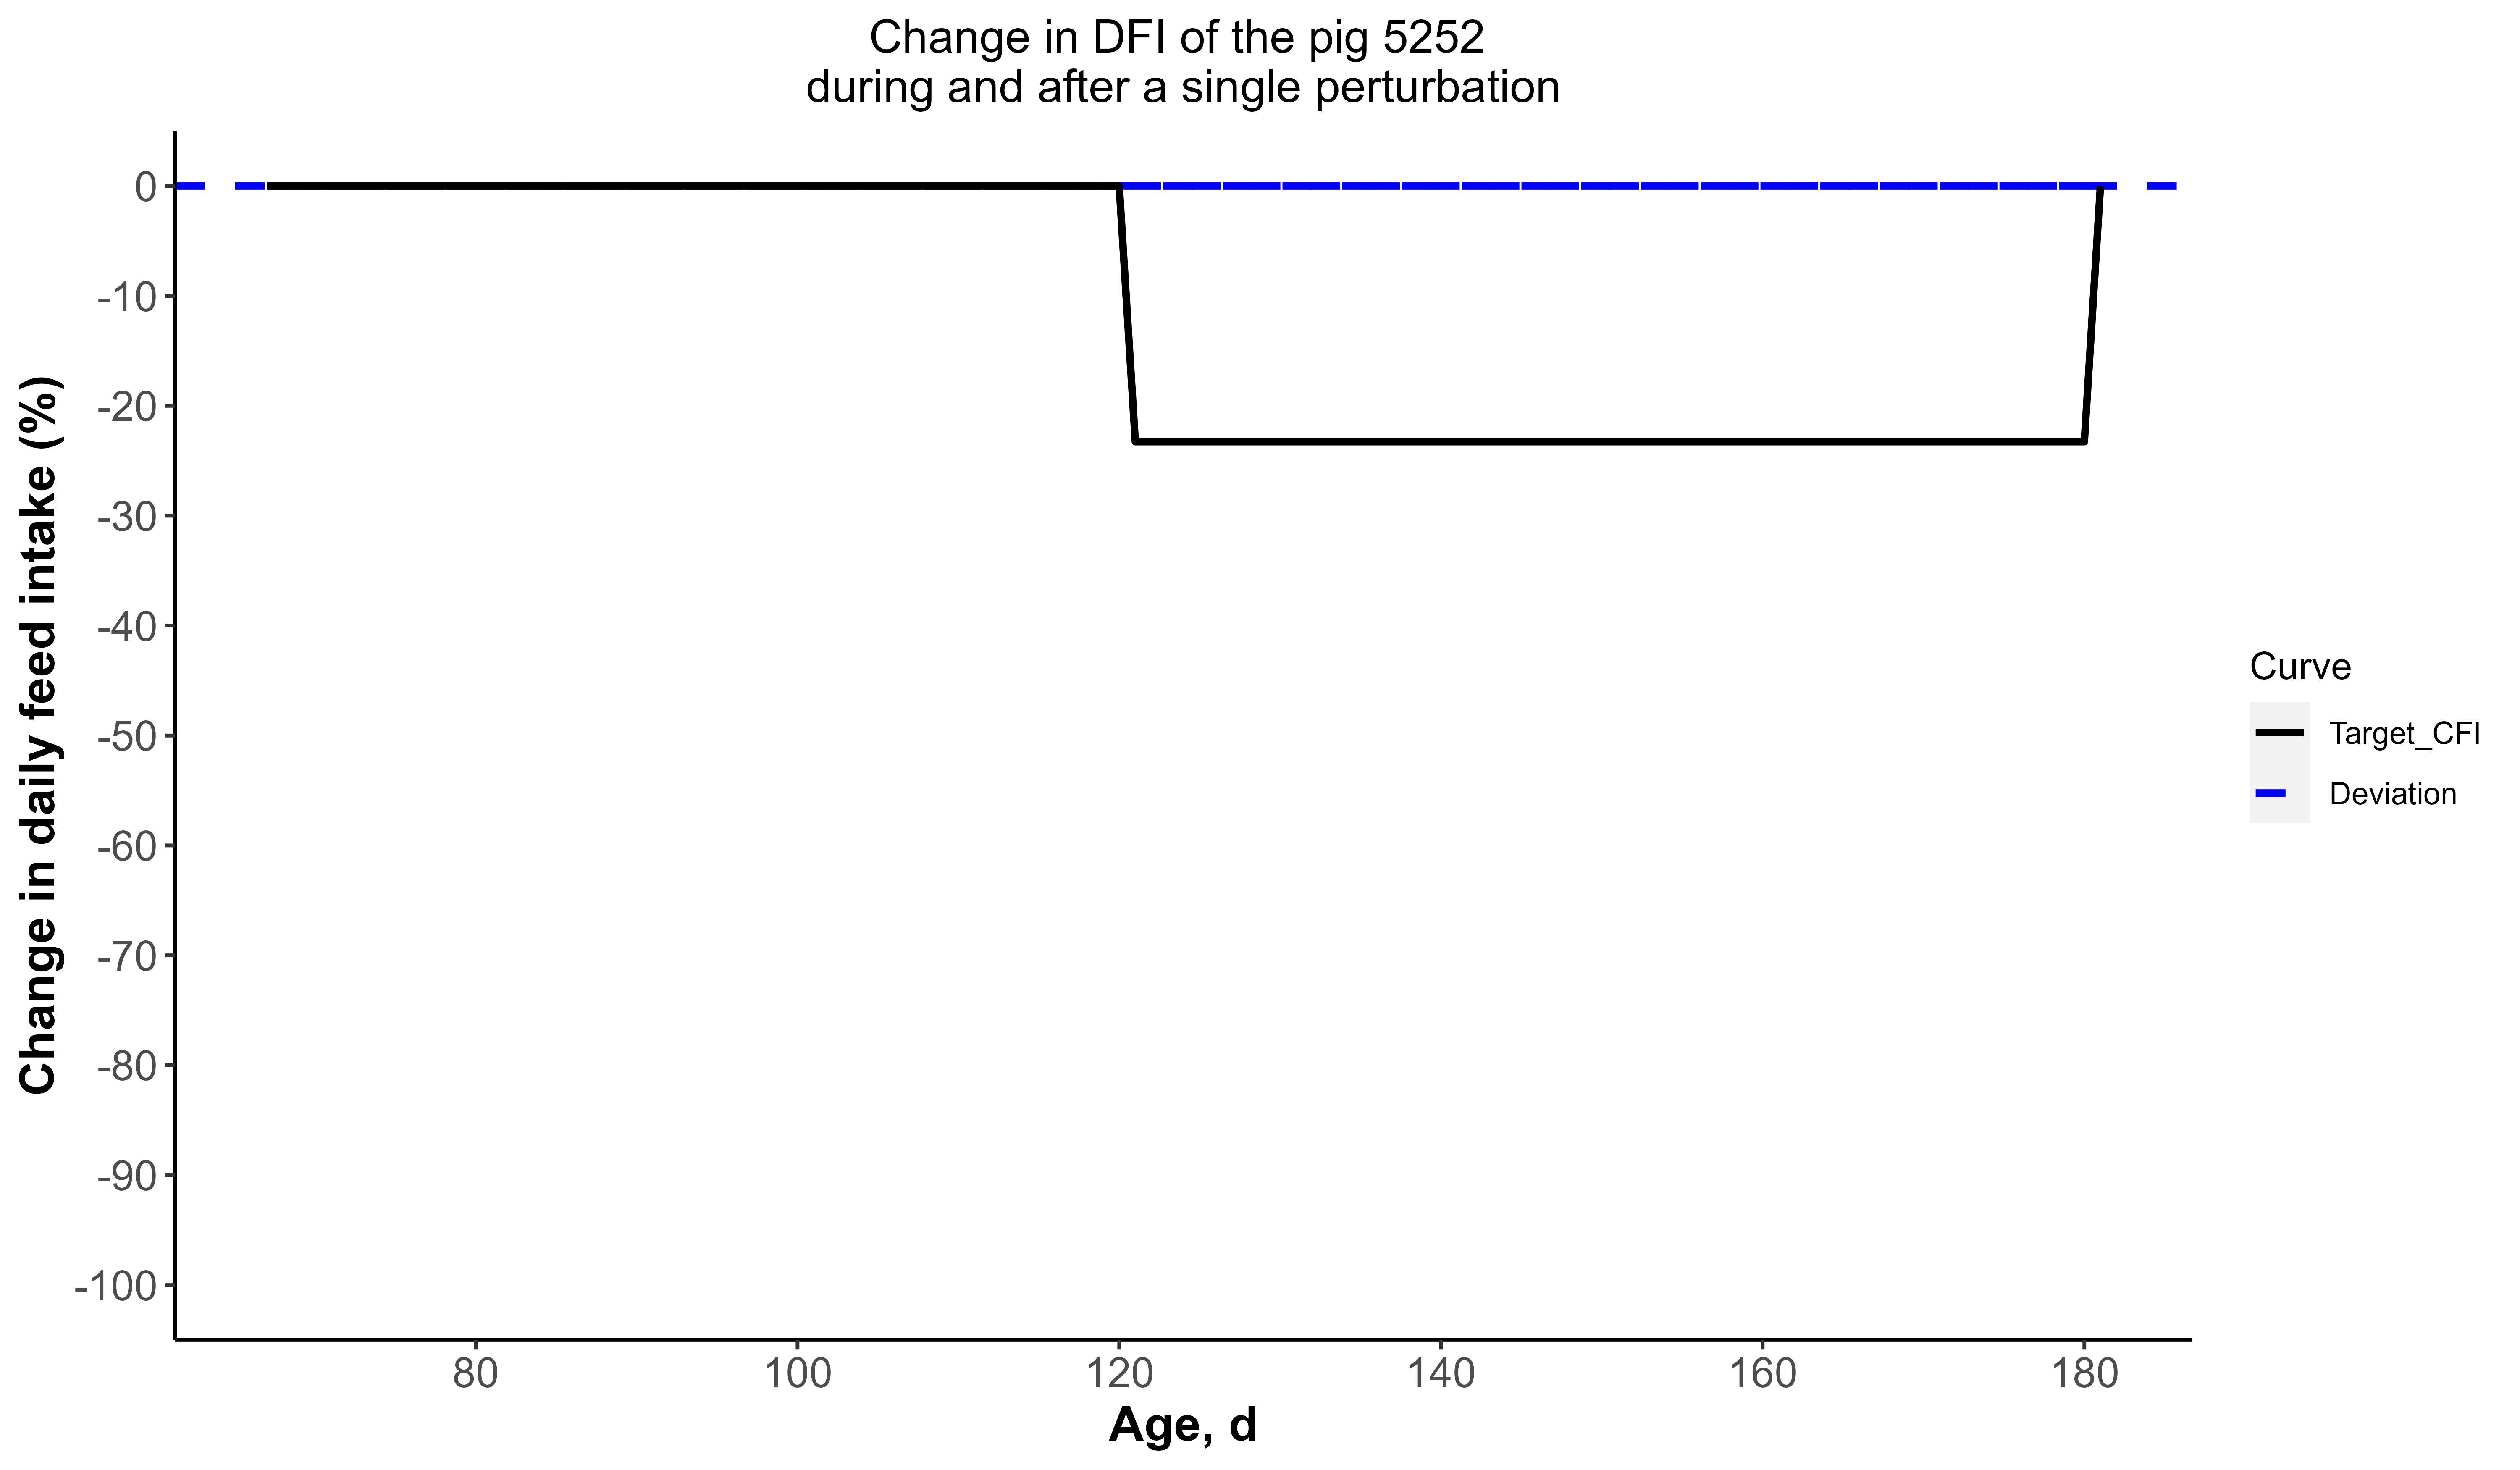 Change in DFI of the pig 5252
during and after a single perturbation
Change in daily feed intake (%)
0
-10
-20
-30
-40
-50
-60
-70
-80
-90
-100
80
100
120
140
160
180
Age, d
Curve
Target_CFI
Deviation